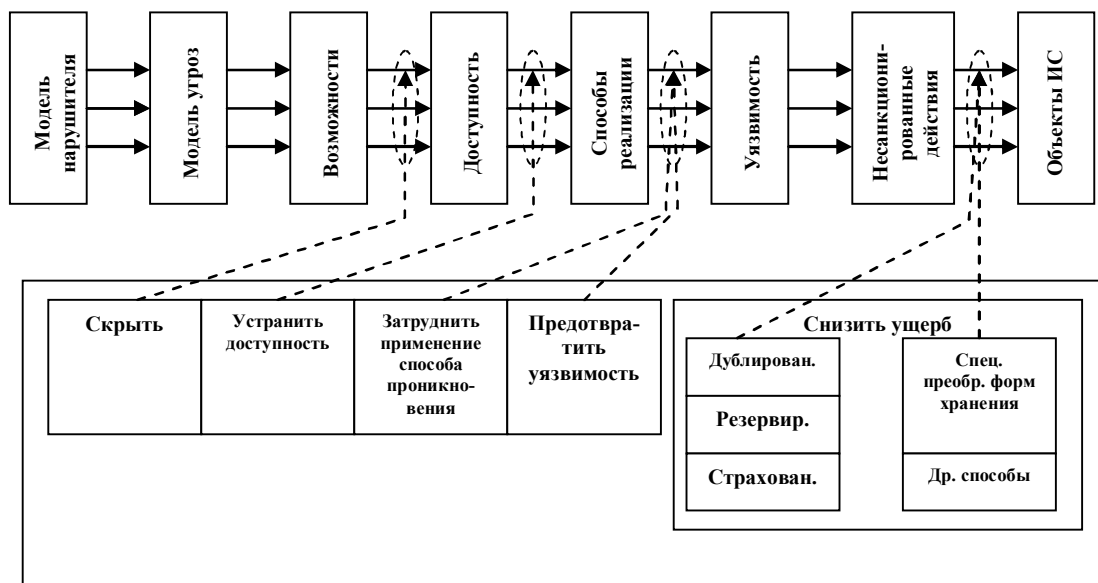 Модель
нарушителя
Модель угроз
Возможности
Доступность
Способы
реализации
Уязвимость
Несанкциони-
рованные
действия
Объекты ИС
Скрыть
Устранить
доступность
Затруднить
применение
способа
проникно-
вения
Предотвра-
тить
уязвимость
Снизить ущерб
Дублирован.
Резервир.
Страхован.
Спец.
преобр. форм
хранения
Др. способы